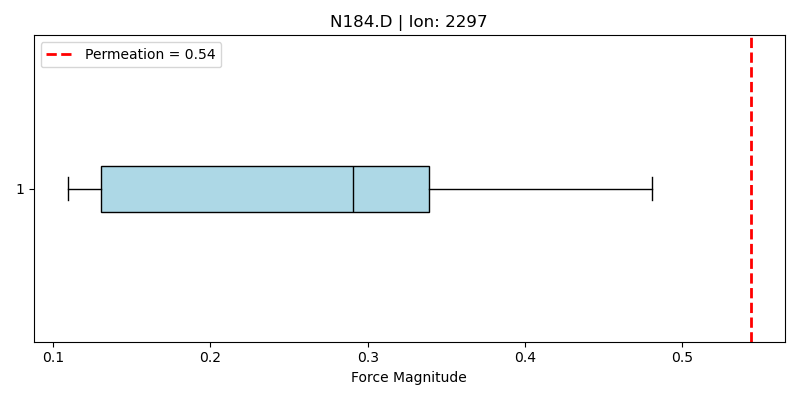 N184.D | Ion: 2297
Permeation = 0.54
1
0.1 0.2 0.3 0.4 0.5
Force Magnitude